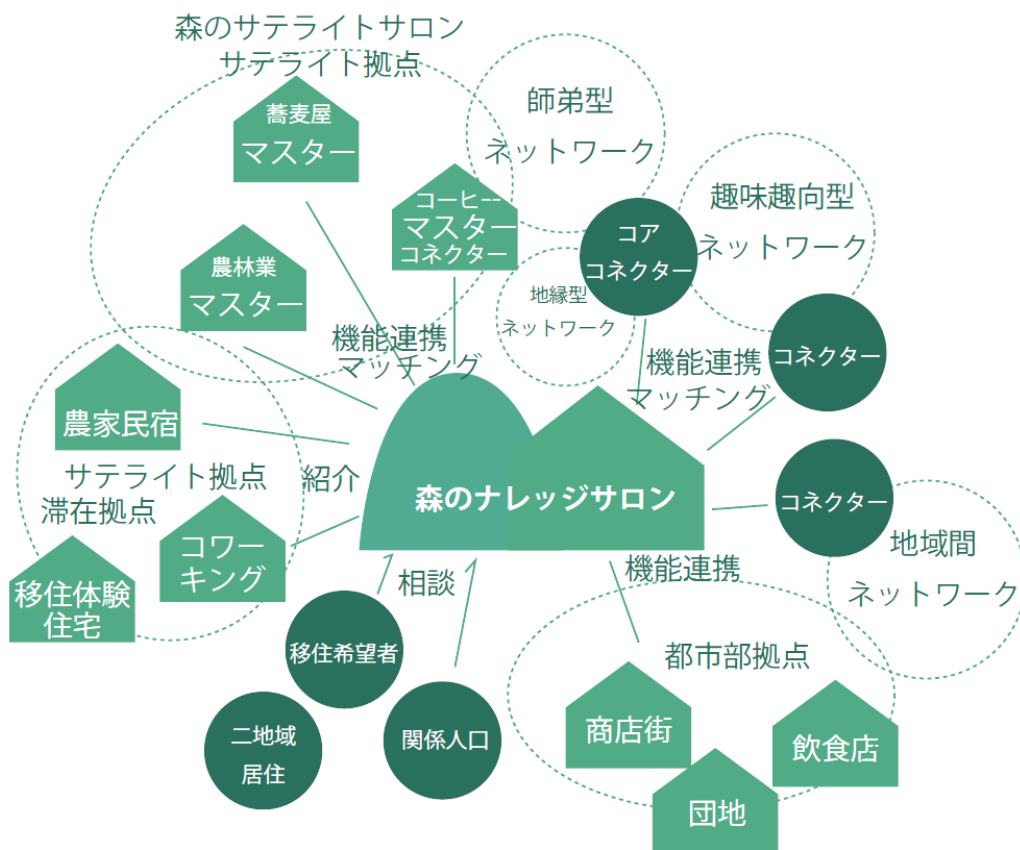 森のサテライトサロン
サテライト拠点
蕎麦屋
マスター
師弟型
ネットワーク
コーヒー
マスター
コネクター
趣味趣向型
ネットワーク
コア
コネクター
農林業
マスター
地縁型
ネットワーク
機能連携
マッチング
機能連携
マッチング
コネクター
農家民宿
サテライト拠点
滞在拠点
紹介
森のナレッジサロン
コネクター
コワー
キング
移住体験
住宅
地域間
ネットワーク
相談
機能連携
移住希望者
都市部拠点
二地域
居住
関係人口
商店街
飲食店
団地